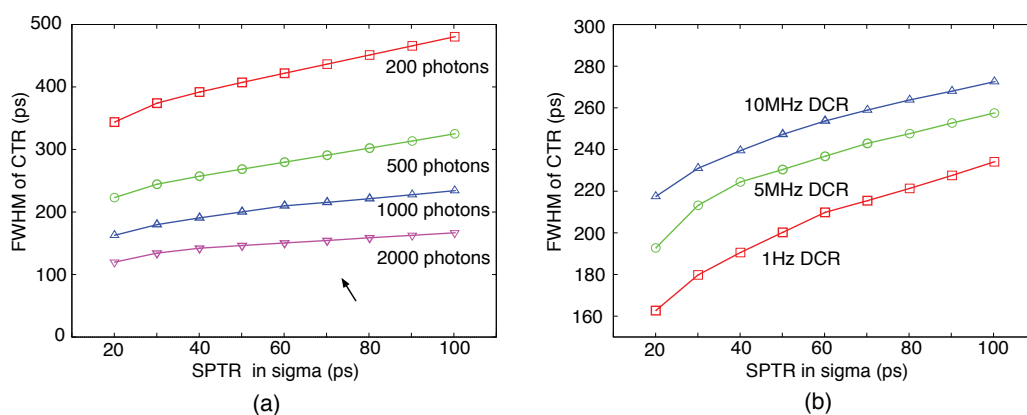 500
400
300
200
100
0
FWHM of CTR (ps)
200 photons
500 photons
1000 photons
2000 photons
20 40 60 80 100
SPTR in sigma (ps)
(a)
280
260
240
220
200
180
160
FWHM of CTR (ps)
10MHz DCR
5MHz DCR
1Hz DCR
20 40 60 80 100
SPTR in sigma (ps)
(b)